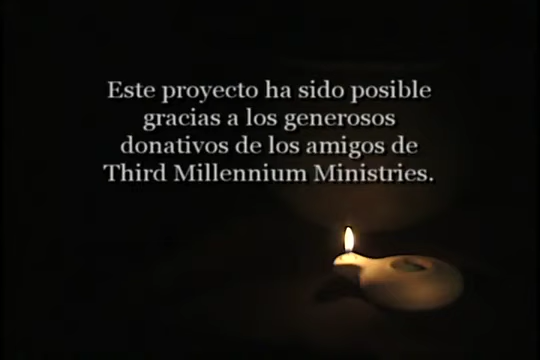 Este proyecto ha sido posible
gracias a los generosos
donativos de los amigos de
Third Millennium Ministries.